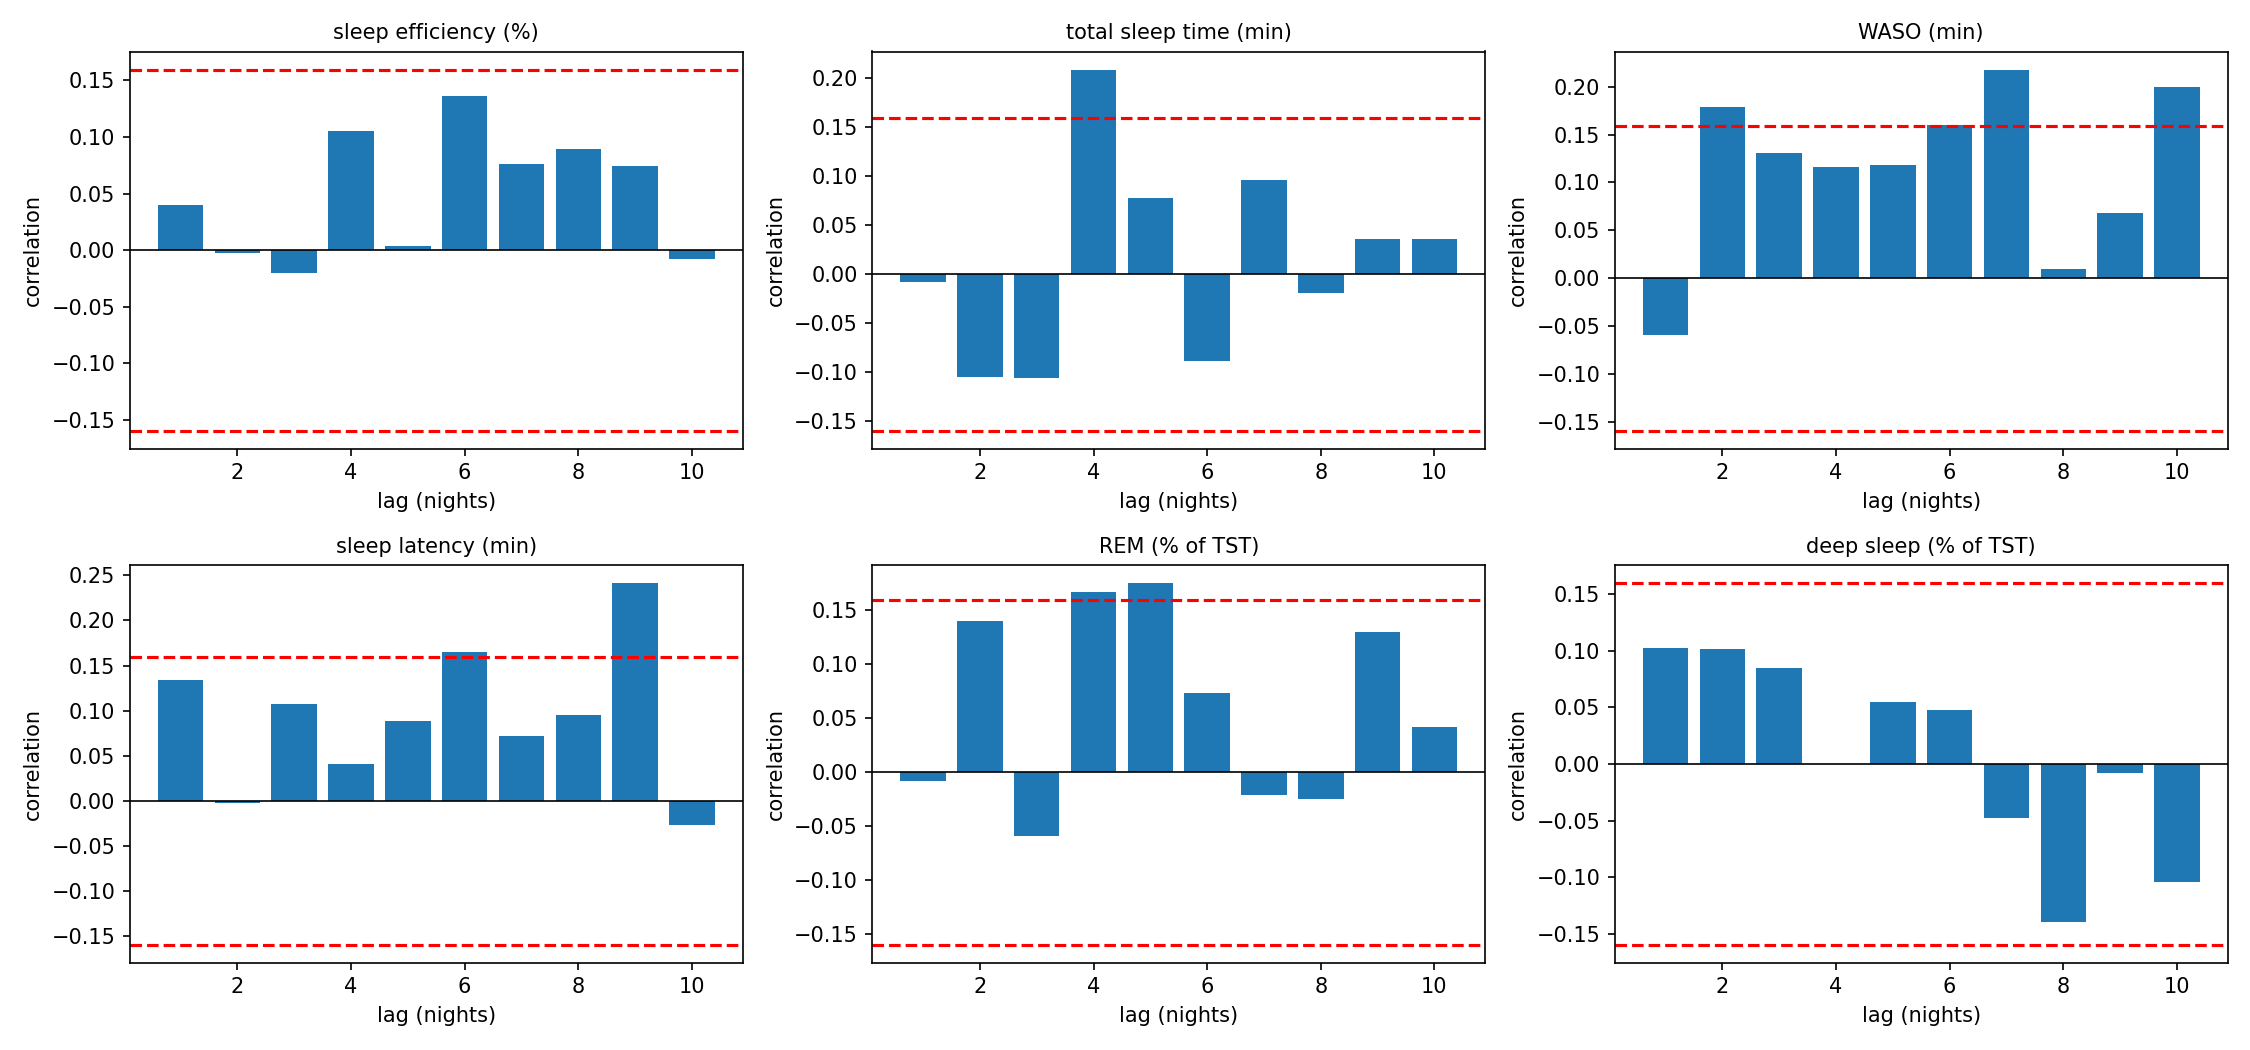 sleep efficiency (%)
0.15
0.10
0.05
0.00
−0.05
−0.10
−0.15
correlation
2 4 6 8 10
lag (nights)
total sleep time (min)
0.20
0.15
0.10
0.05
0.00
−0.05
−0.10
−0.15
correlation
2 4 6 8 10
lag (nights)
WASO (min)
0.20
0.15
0.10
0.05
0.00
−0.05
−0.10
−0.15
correlation
2 4 6 8 10
lag (nights)
sleep latency (min)
0.25
0.20
0.15
0.10
0.05
0.00
−0.05
−0.10
−0.15
correlation
2 4 6 8 10
lag (nights)
REM (% of TST)
0.15
0.10
0.05
0.00
−0.05
−0.10
−0.15
correlation
2 4 6 8 10
lag (nights)
deep sleep (% of TST)
0.15
0.10
0.05
0.00
−0.05
−0.10
−0.15
correlation
2 4 6 8 10
lag (nights)